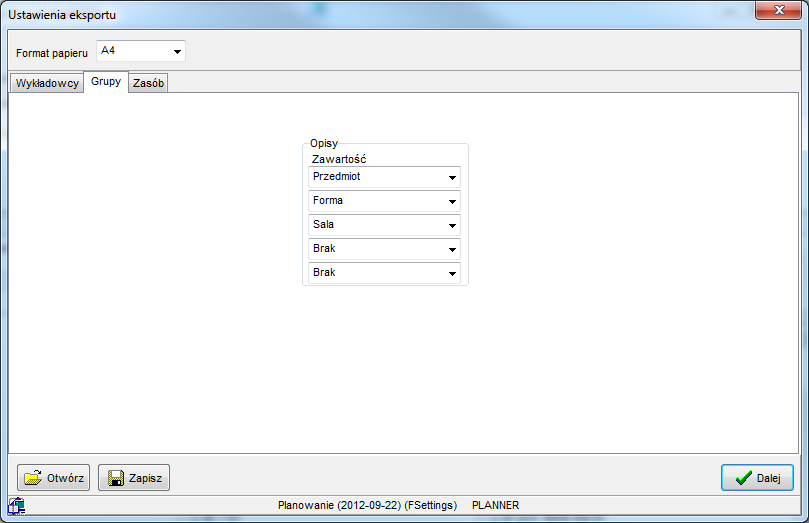 Ustawienia eksportu
Format papieru A4
Wykładowcy Grupy Zasób
Opisy
Zawartość
Przedmiot
Forma
Sala
Brak
Brak
Otwórz Zapisz Dalej
Planowanie (2012-09-22) (FSettings) PLANNER